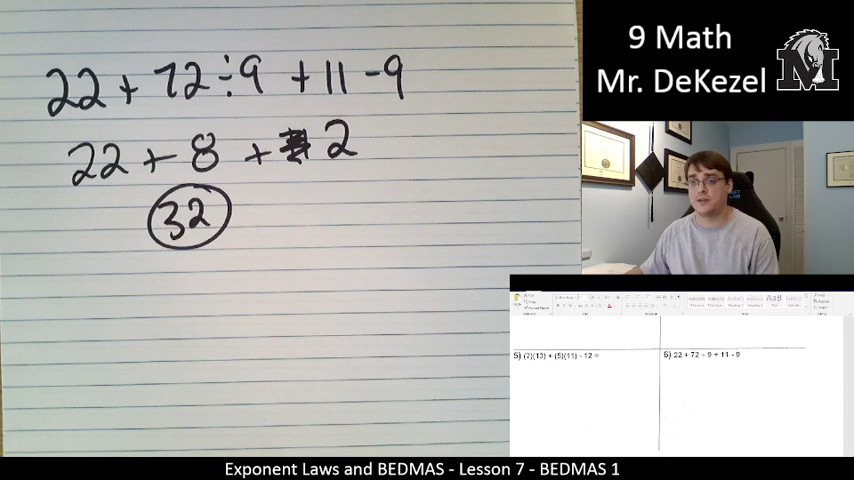 22 + 72 ÷ 9 + 11 - 9
22 + 8 + 2
32
9 Math
Mr. DeKezel
M
5) (7)(13) + (5)(11) - 12 =
6) 22 + 72 ÷ 9 + 11 - 9
Exponent Laws and BEDMAS - Lesson 7 - BEDMAS 1